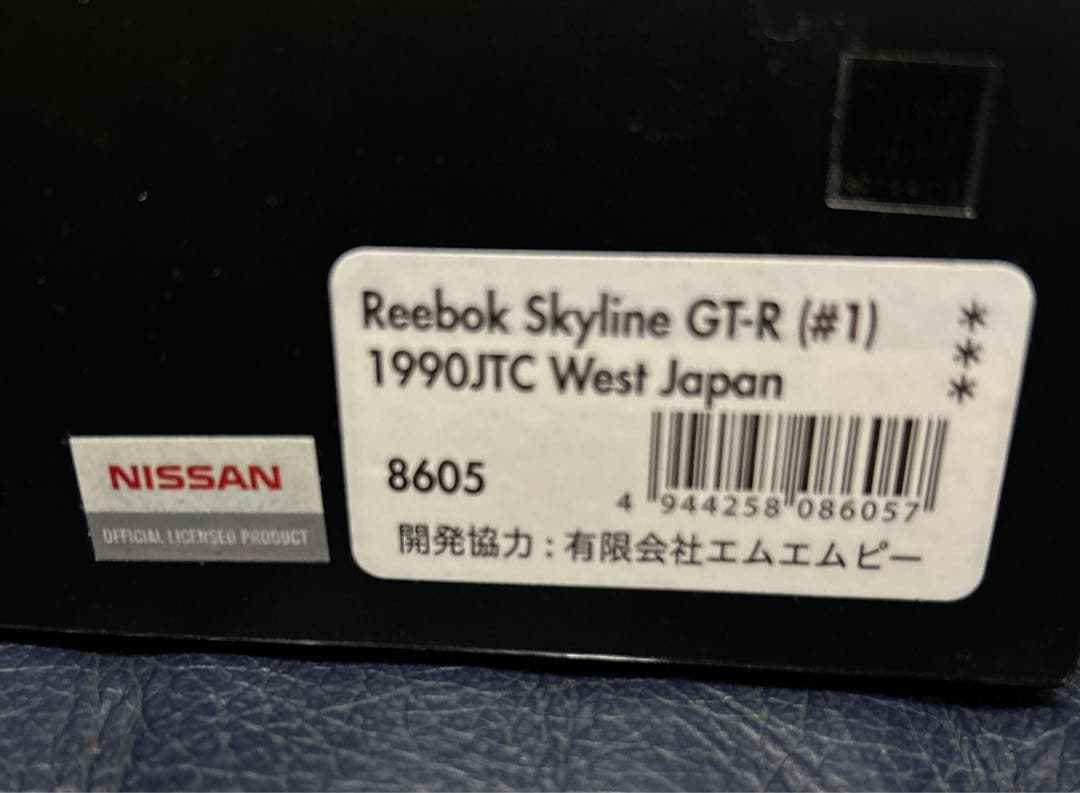 Reebok Skyline GT-R (#1)
1990JTC West Japan
***
8605
4 944258 086057
開発協力:有限会社エムエムピー
NISSAN
OFFICIAL LICENSED PRODUCT